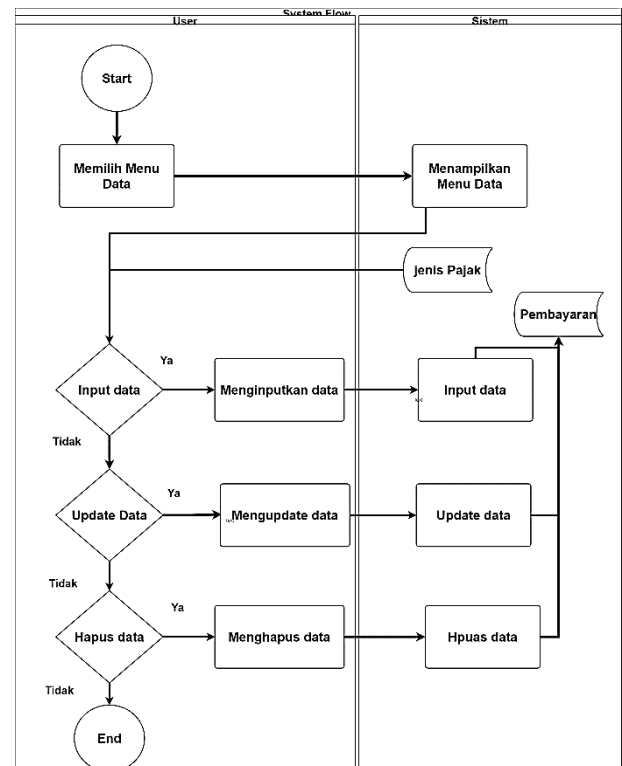 System Flow
User
Sistem
Start
Memilih Menu
Data
Menampilkan
Menu Data
jenis Pajak
Pembayaran
Ya
Input data
Menginputkan data
Input data
Tidak
Ya
Update Data
Mengupdate data
Update data
Tidak
Ya
Hapus data
Menghapus data
Hpuas data
Tidak
End